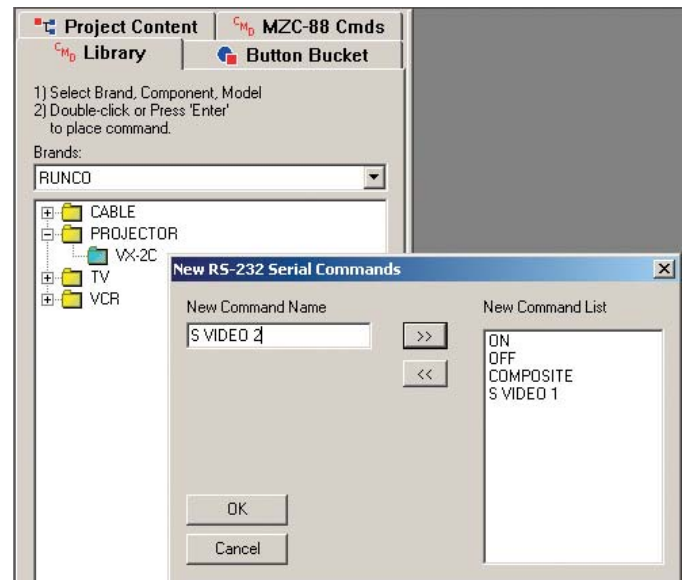 Project Content
CMD MZC-88 Cmds
CMD Library
Button Bucket
1) Select Brand, Component, Model
2) Double-click or Press 'Enter'
to place command.
Brands:
RUNCO
CABLE
PROJECTOR
VX-2C
TV
VCR
New RS-232 Serial Commands
New Command Name
S VIDEO 2
>>
<<
New Command List
ON
OFF
COMPOSITE
S VIDEO 1
OK
Cancel